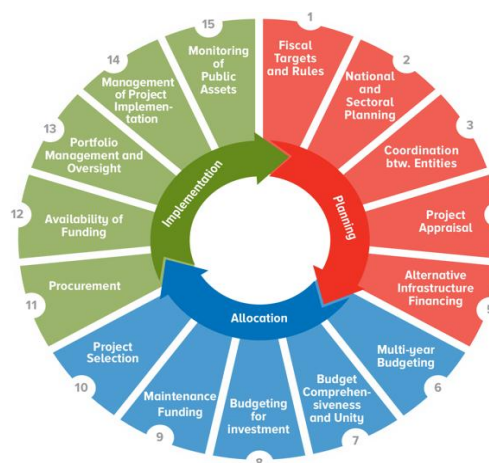 15
Monitoring
of
Public
Assets
1
Fiscal
Targets
and Rules
2
National
and
Sectoral
Planning
3
Coordination
btw. Entities
Project
Appraisal
Alternative
Infrastructure
Financing
5
Multi-year
Budgeting
6
Budget
Comprehen-
siveness
and Unity
7
Budgeting
for
investment
8
Maintenance
Funding
9
Project
Selection
10
Procurement
11
Availability of
Funding
12
Portfolio
Management and
Oversight
13
Management
of Project
Implemen-
tation
14
Implementation
Planning
Allocation